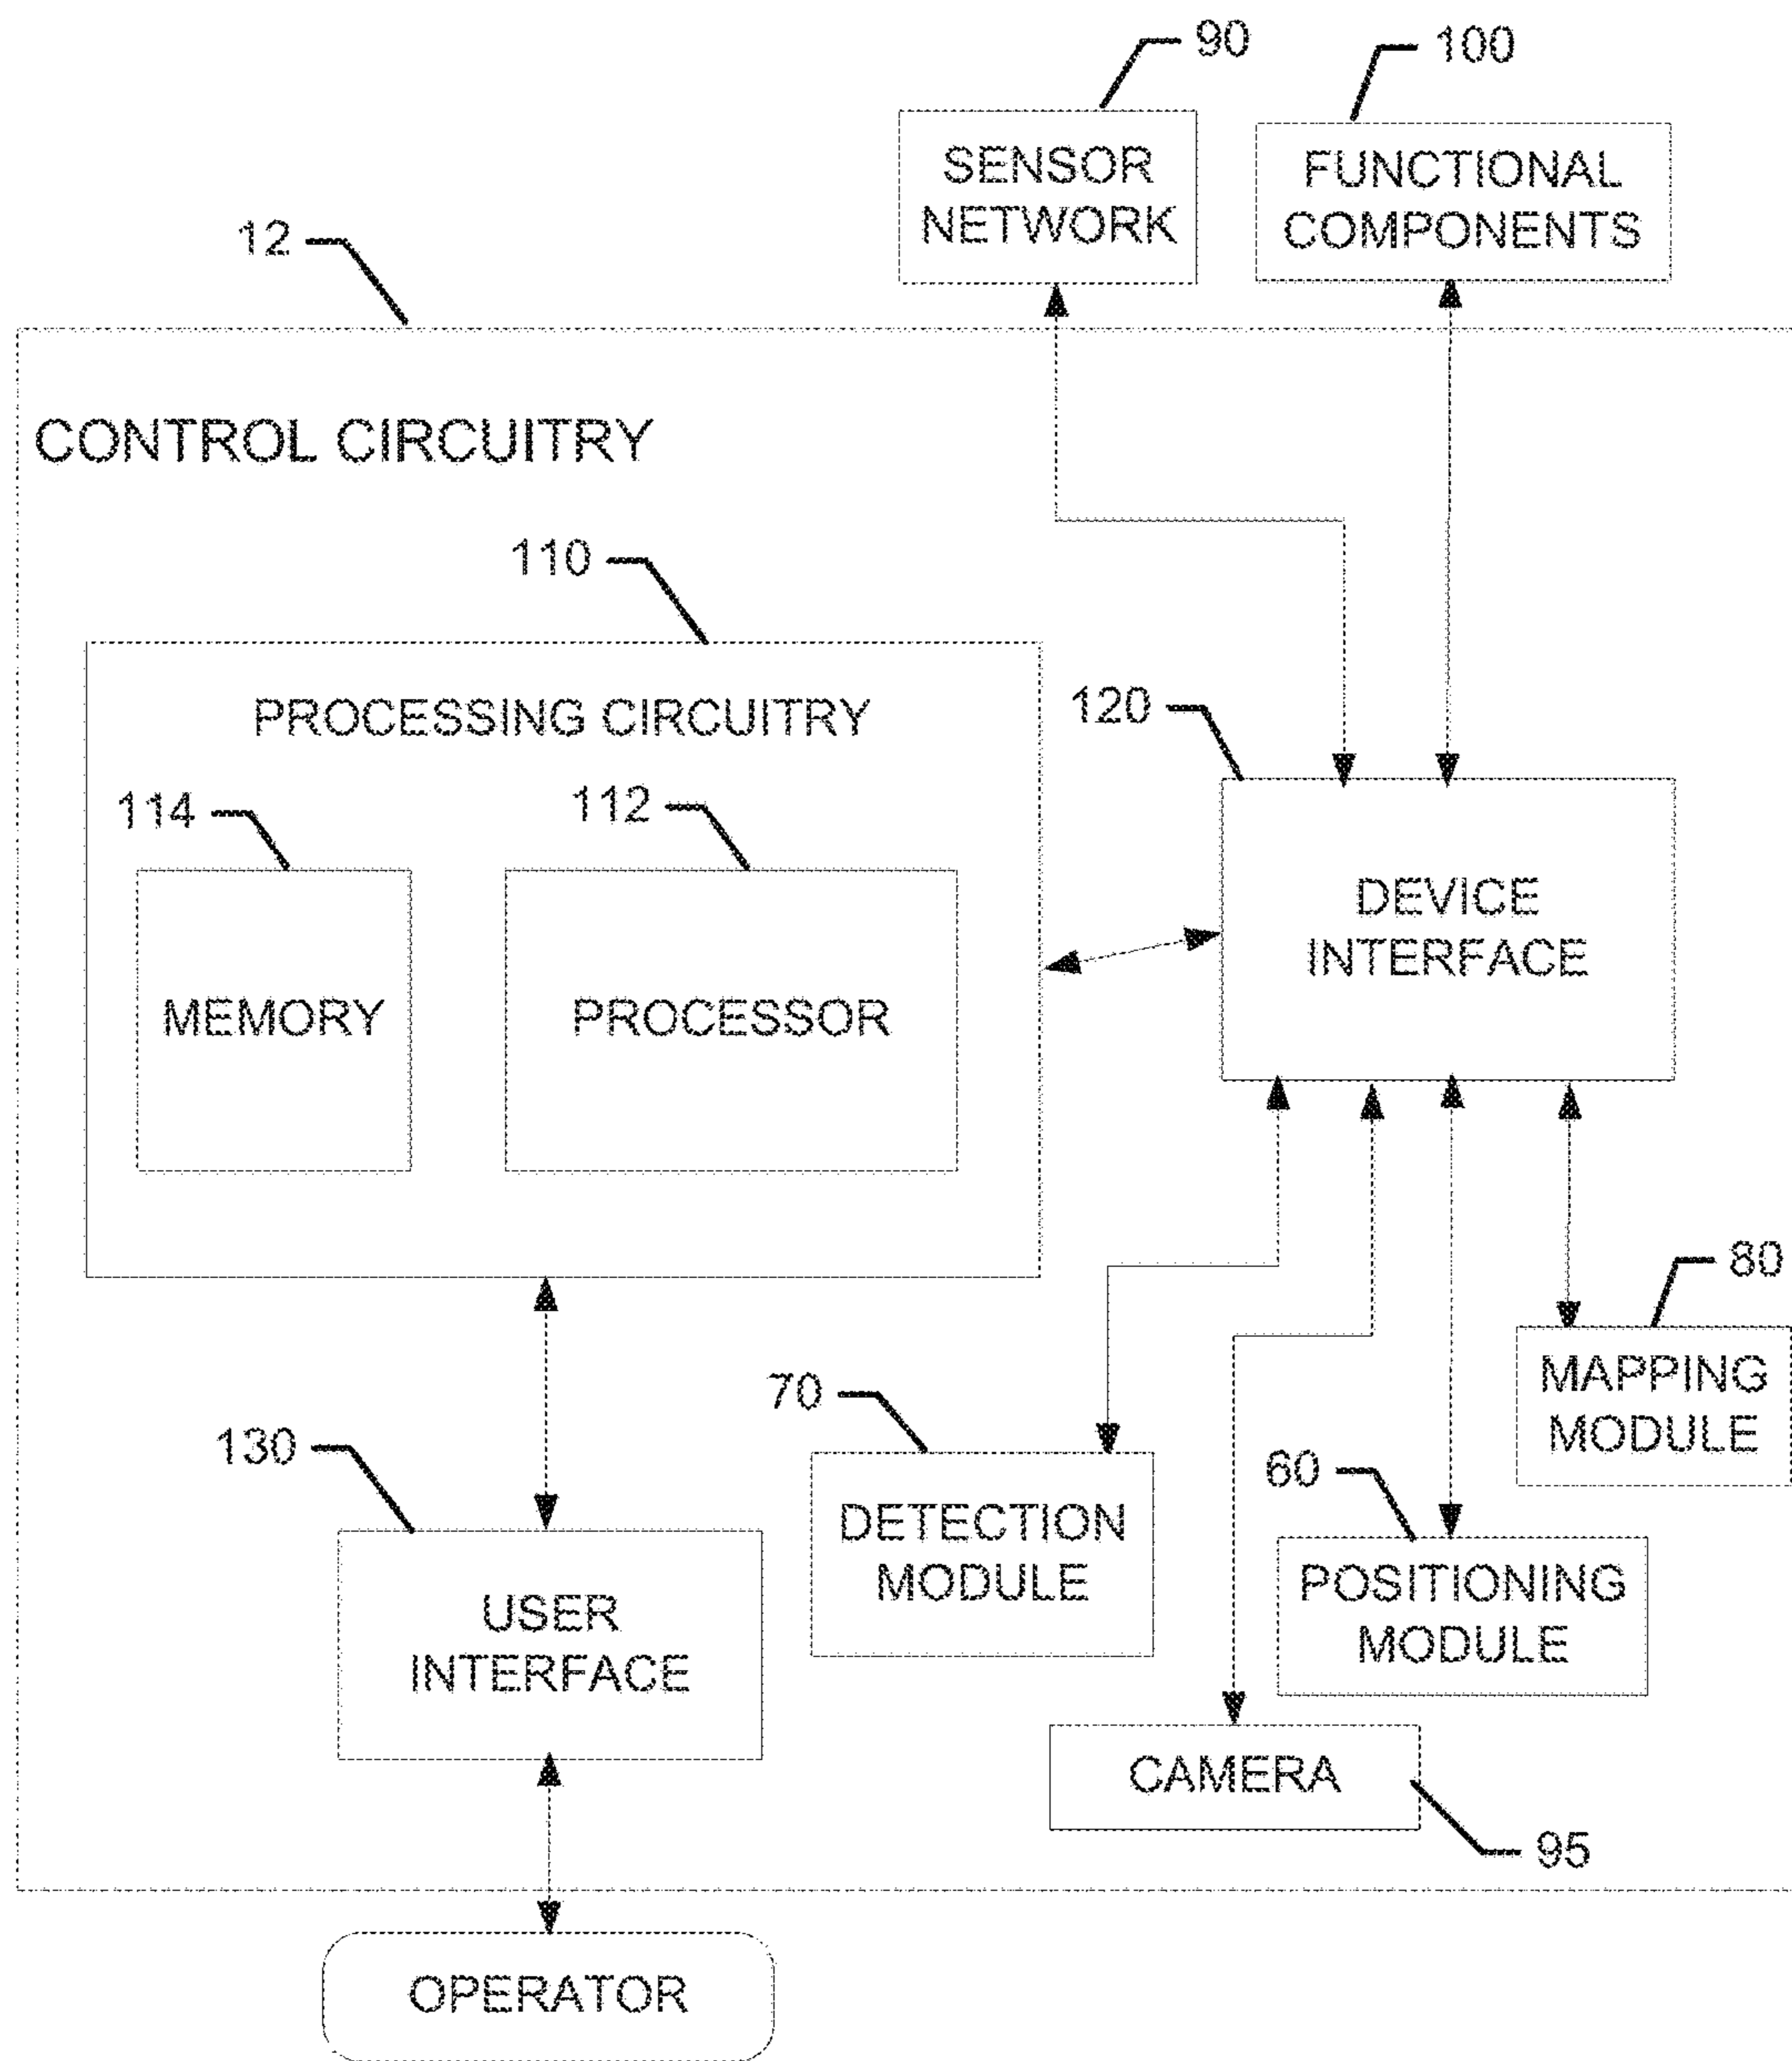 90
100
SENSOR
NETWORK
FUNCTIONAL
COMPONENTS
12
CONTROL CIRCUITRY
110
PROCESSING CIRCUITRY
120
114
112
DEVICE
INTERFACE
MEMORY
PROCESSOR
80
MAPPING
MODULE
70
130
60
DETECTION
MODULE
POSITIONING
MODULE
USER
INTERFACE
CAMERA
95
OPERATOR